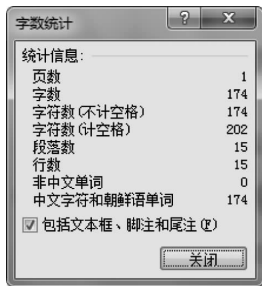 字数统计
统计信息:
页数 1
字数 174
字符数(不计空格) 174
字符数(计空格) 202
段落数 15
行数 15
非中文单词 0
中文字符和朝鲜语单词 174
包括文本框、脚注和尾注(F)
关闭